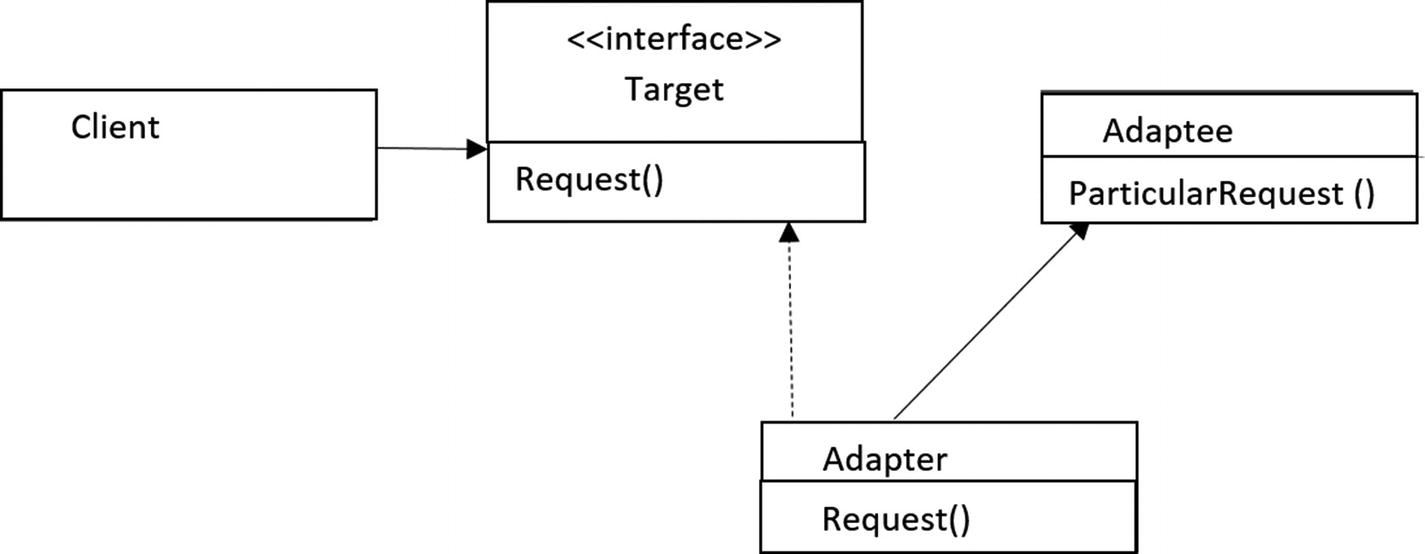 Client
<<interface>>
Target
Request()
Adaptee
ParticularRequest ()
Adapter
Request()